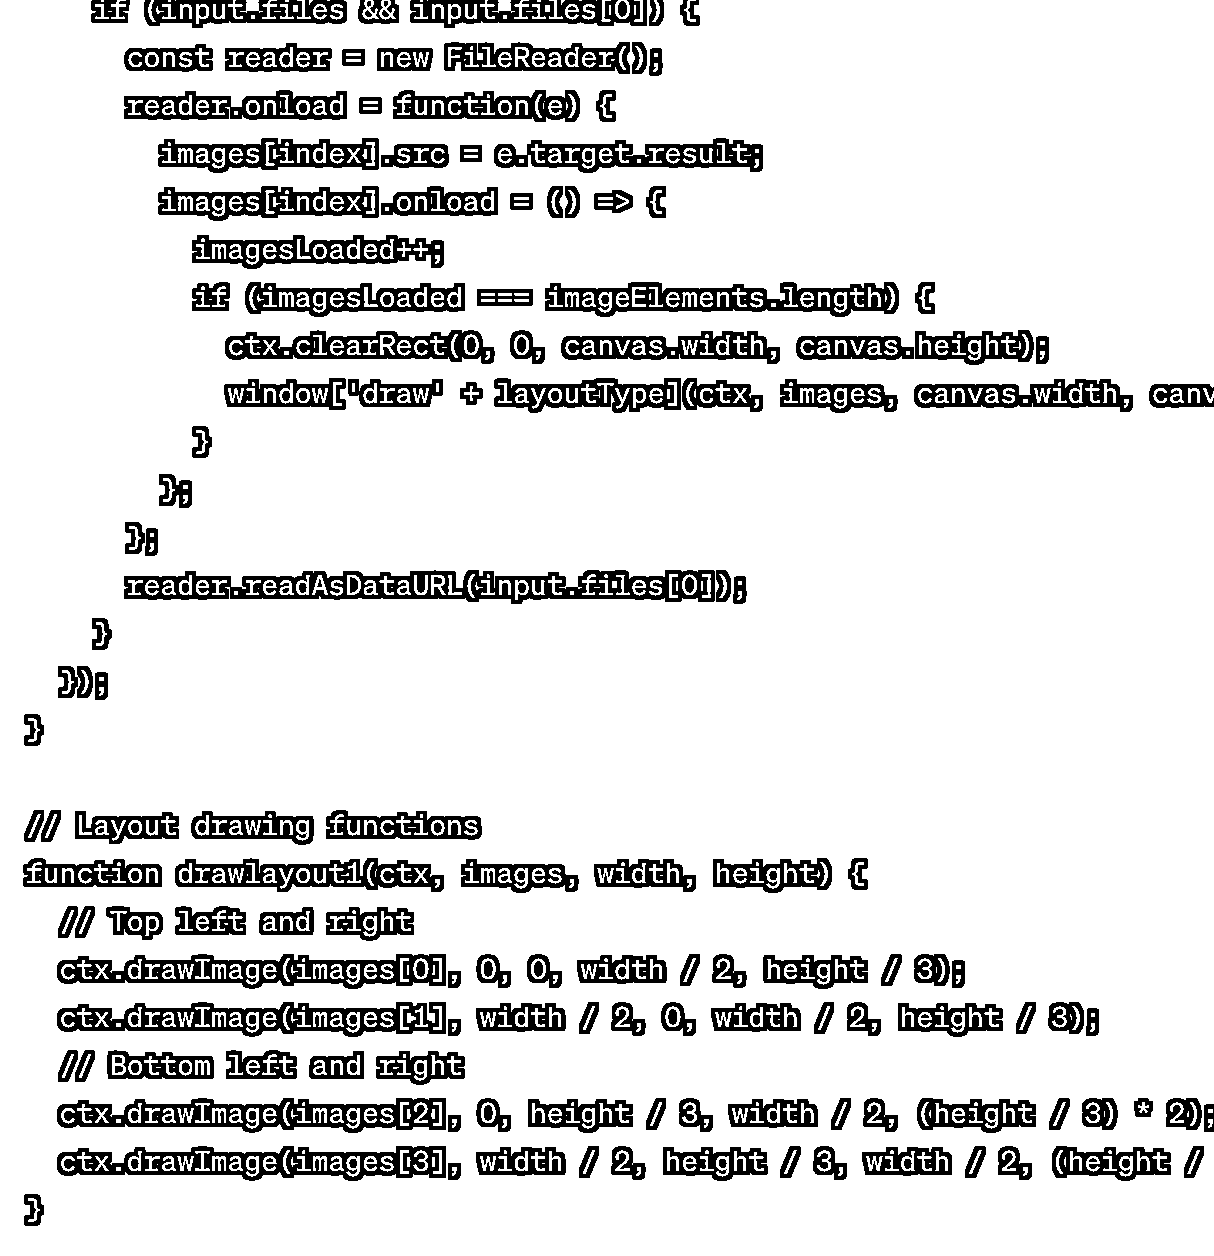 if (input.files && input.files[0]) {
const reader = new FileReader();
reader.onload = function(e) {
images[index].src = e.target.result;
images[index].onload = () => {
imagesLoaded++;
if (imagesLoaded === imageElements.length) {
ctx.clearRect(0, 0, canvas.width, canvas.height);
window['draw' + layoutType](ctx, images, canvas.width, canv
}
};
};
reader.readAsDataURL(input.files[0]);
}
});
}
// Layout drawing functions
function drawlayout1(ctx, images, width, height) {
// Top left and right
ctx.drawImage(images[0], 0, 0, width / 2, height / 3);
ctx.drawImage(images[1], width / 2, 0, width / 2, height / 3);
// Bottom left and right
ctx.drawImage(images[2], 0, height / 3, width / 2, (height / 3) * 2);
ctx.drawImage(images[3], width / 2, height / 3, width / 2, (height /
}